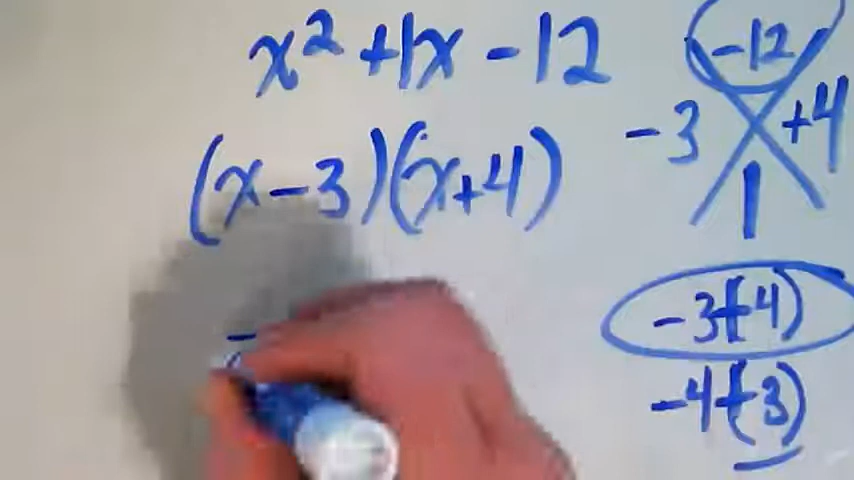 x² +1x -12
(x-3)(x+4)
-12
-3 +4
1
-3(+4)
-4(+3)